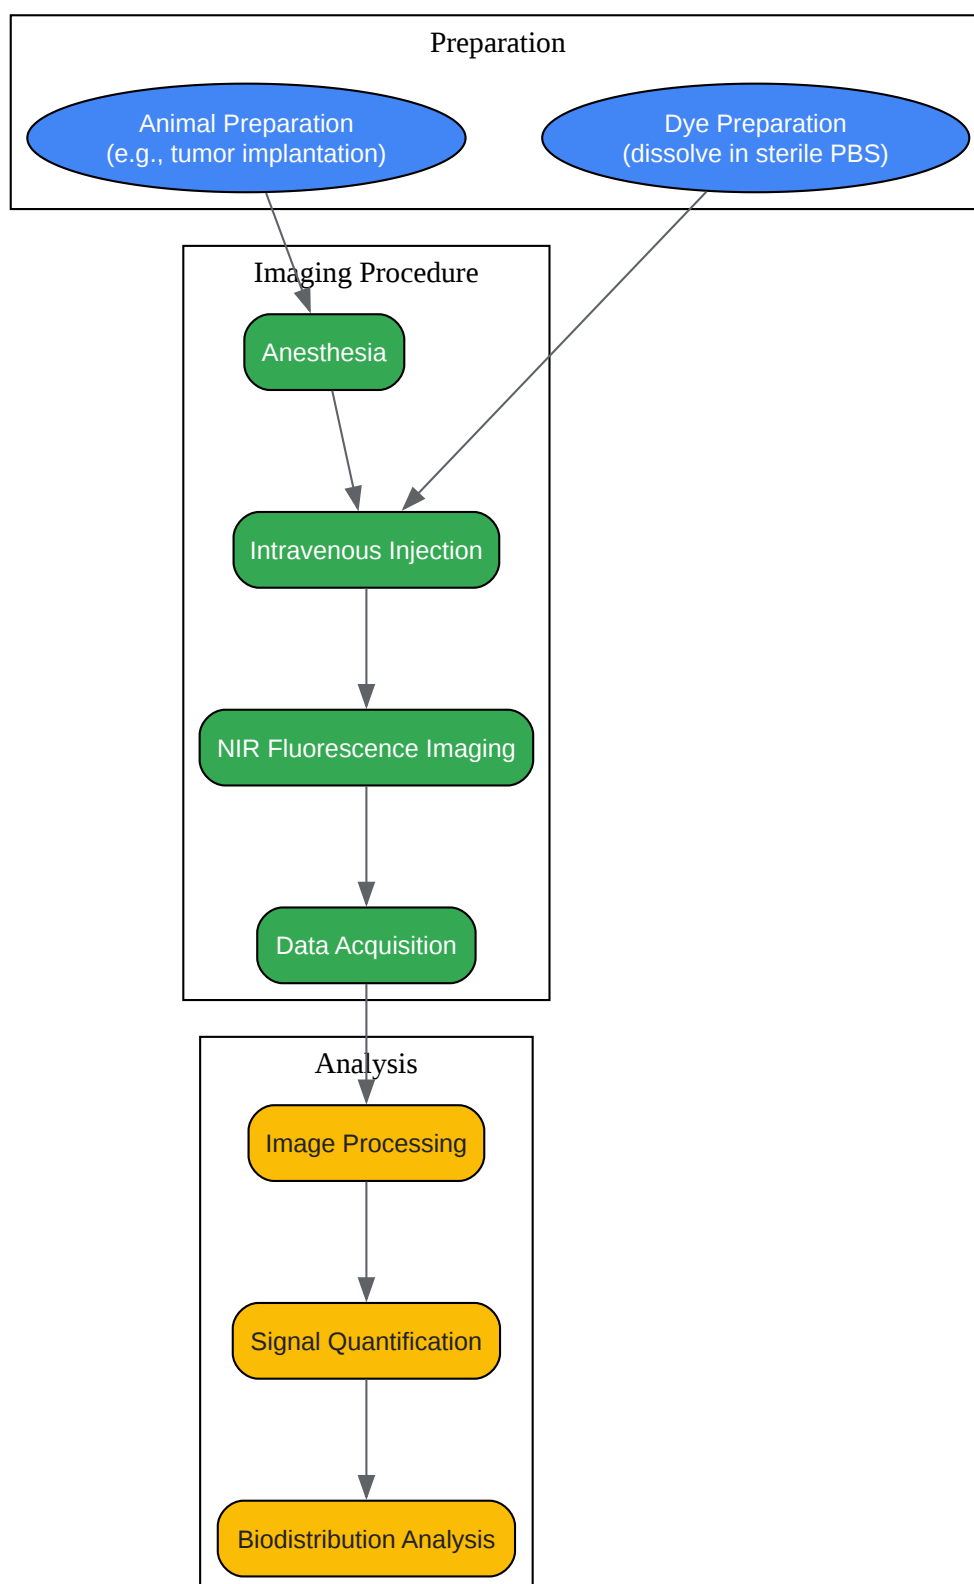 Preparation
Animal Preparation
(e.g., tumor implantation)
Dye Preparation
(dissolve in sterile PBS)
Imaging Procedure
Anesthesia
Intravenous Injection
NIR Fluorescence Imaging
Data Acquisition
Analysis
Image Processing
Signal Quantification
Biodistribution Analysis